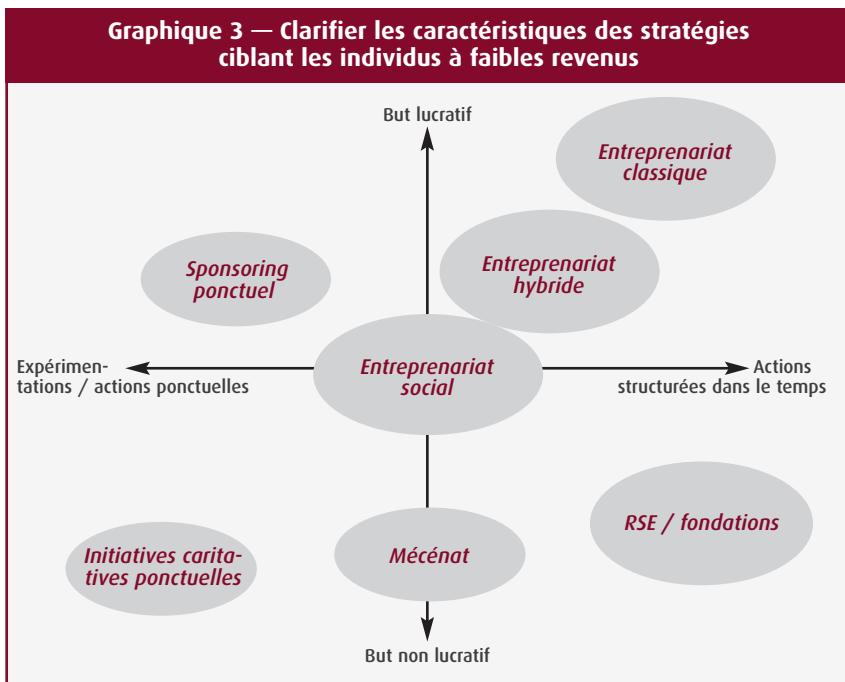 Graphique 3 — Clarifier les caractéristiques des stratégies
ciblant les individus à faibles revenus
But lucratif
Entreprenariat
classique
Sponsoring
ponctuel
Entreprenariat
hybride
Expérimen-
tations / actions ponctuelles
Entreprenariat
social
Actions
structurées dans le temps
Initiatives carita-
tives ponctuelles
Mécénat
RSE / fondations
But non lucratif